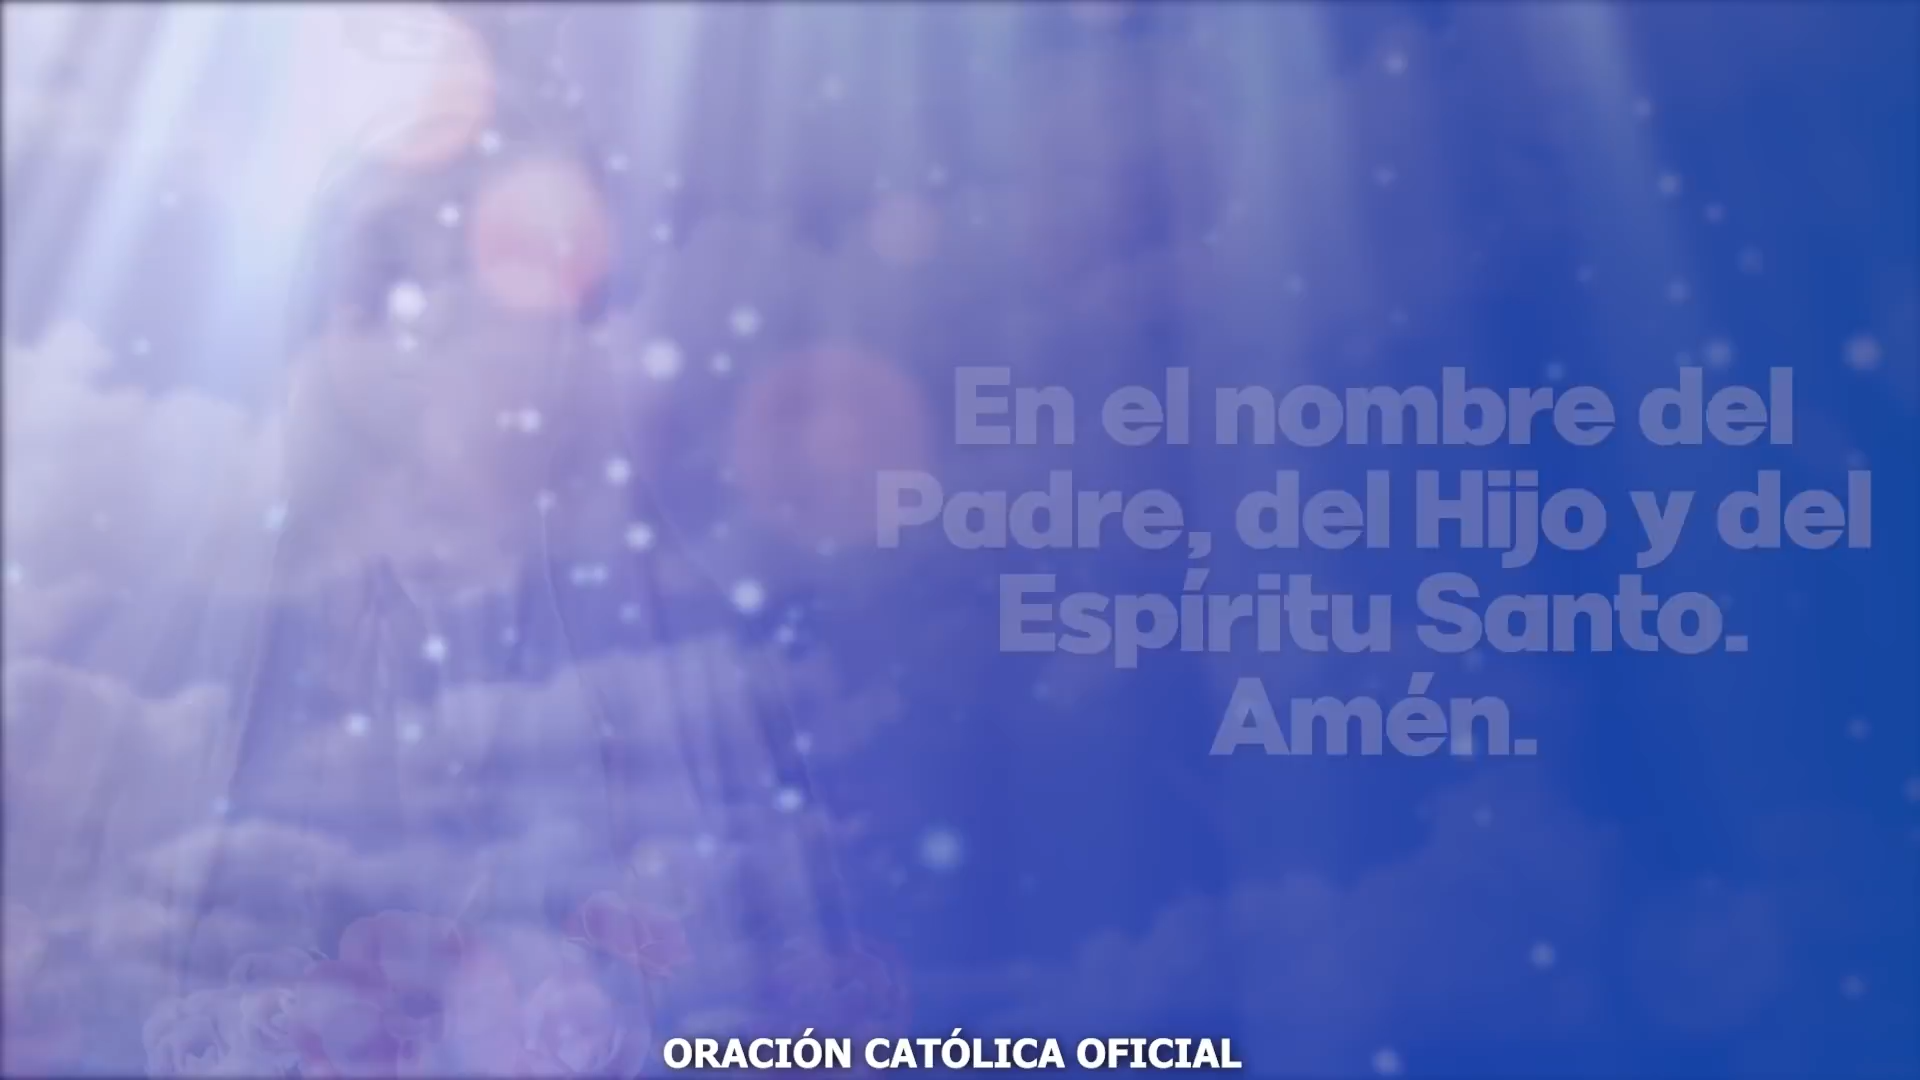 En el nombre del
Padre, del Hijo y del
Espíritu Santo.
Amén.
ORACIÓN CATÓLICA OFICIAL